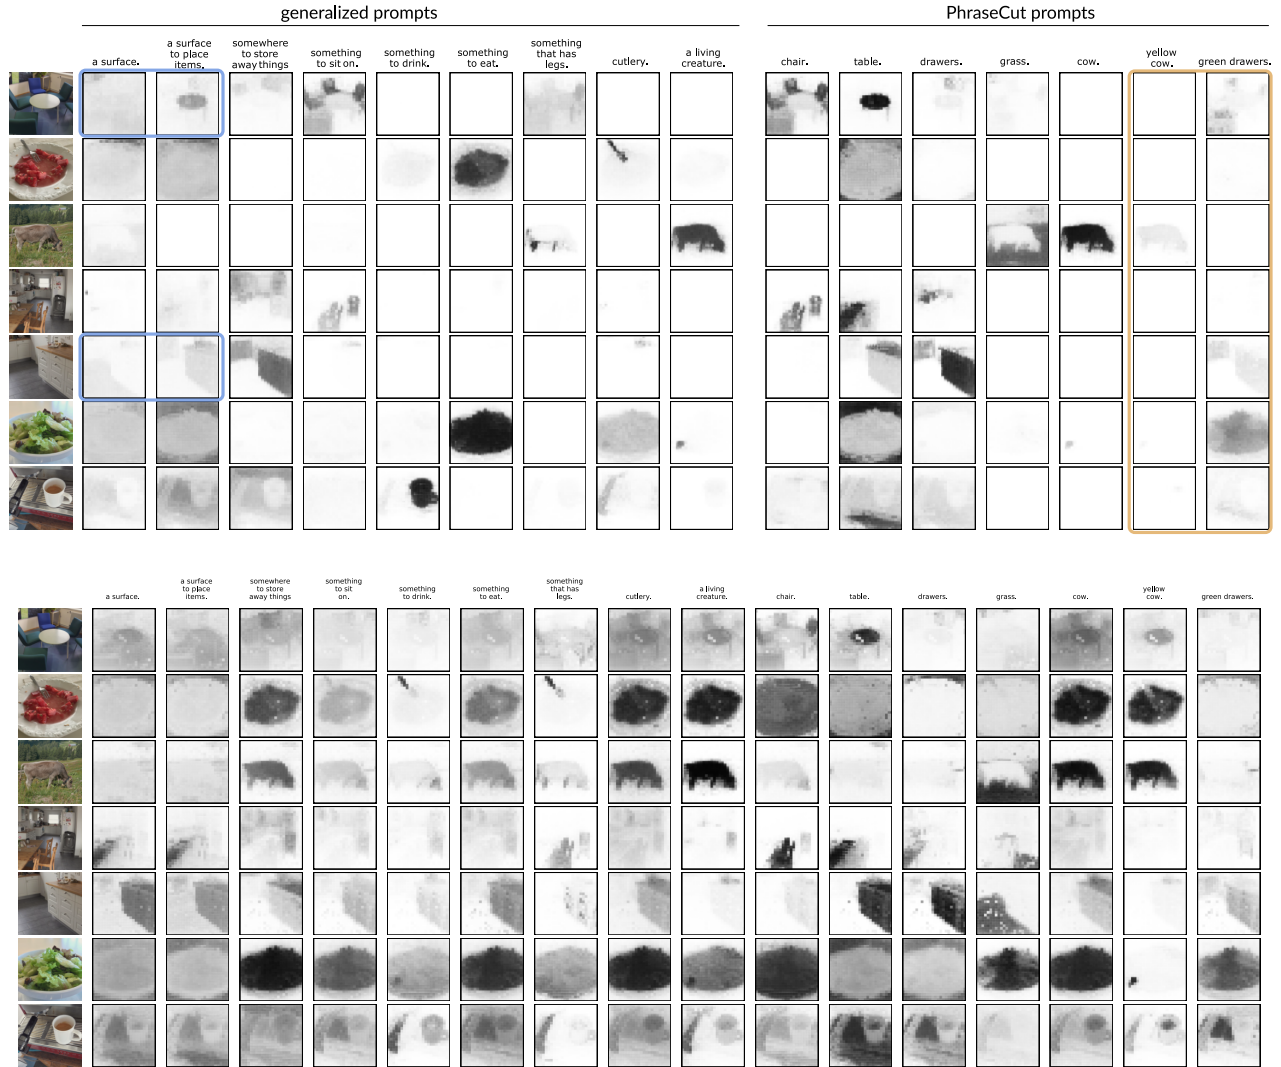 generalized prompts
PhraseCut prompts
a surface.
a surface
to place
items.
somewhere
to store
away things
something
to sit on.
something
to drink.
something
to eat.
something
that has
legs.
cutlery.
a living
creature.
chair.
table.
drawers.
grass.
cow.
yellow
cow.
green drawers.
a surface.
a surface
to place
items.
somewhere
to store
away things
something
to sit
on.
something
to drink.
something
to eat.
something
that has
legs.
cutlery.
a living
creature.
chair.
table.
drawers.
grass.
cow.
yellow
cow.
green drawers.